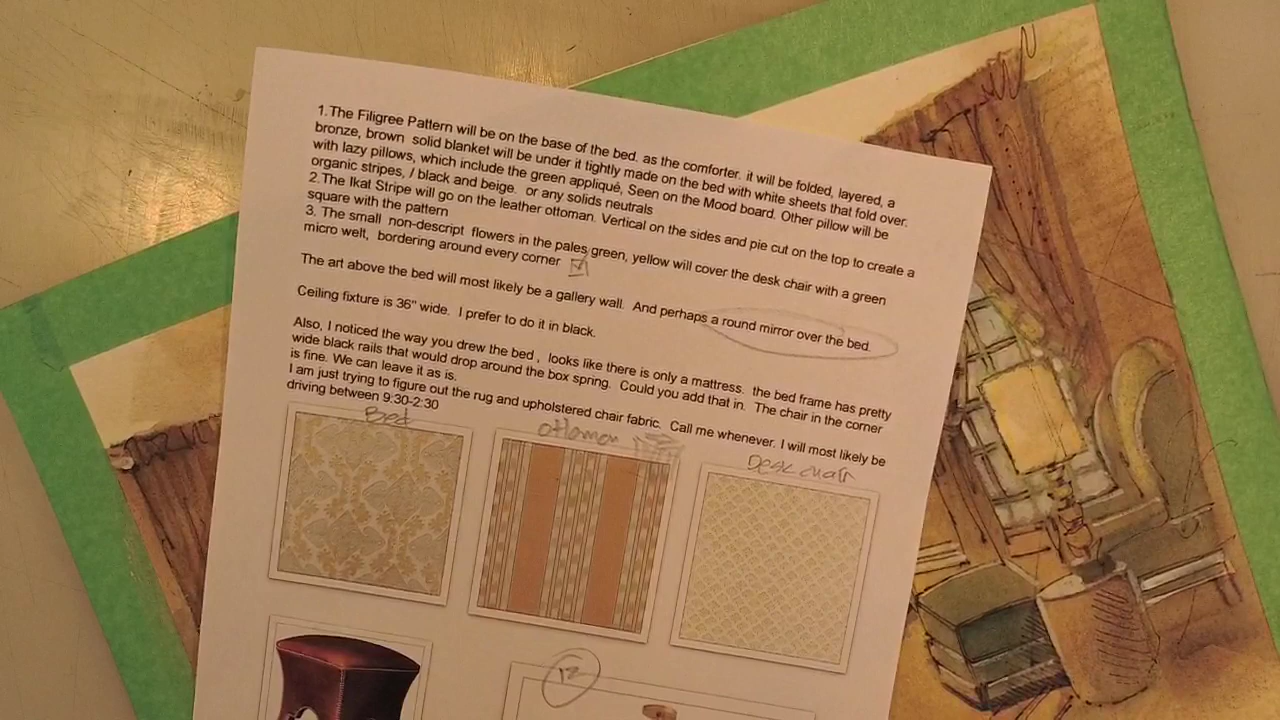 1.The Filigree Pattern will be on the base of the bed. as the comforter. it will be folded, layered, a
bronze, brown solid blanket will be under it tightly made on the bed with white sheets that fold over.
with lazy pillows, which include the green appliqué, Seen on the Mood board. Other pillow will be
organic stripes, / black and beige. or any solids neutrals
2.The Ikat Stripe will go on the leather ottoman. Vertical on the sides and pie cut on the top to create a
square with the pattern
3. The small non-descript flowers in the pales green, yellow will cover the desk chair with a green
micro welt, bordering around every corner
The art above the bed will most likely be a gallery wall. And perhaps a round mirror over the bed.
Ceiling fixture is 36" wide. I prefer to do it in black.
Also, I noticed the way you drew the bed , looks like there is only a mattress. the bed frame has pretty
wide black rails that would drop around the box spring. Could you add that in. The chair in the corner
is fine. We can leave it as is.
I am just trying to figure out the rug and upholstered chair fabric. Call me whenever. I will most likely be
driving between 9:30-2:30
Bed
ottoman
Desk chair
12